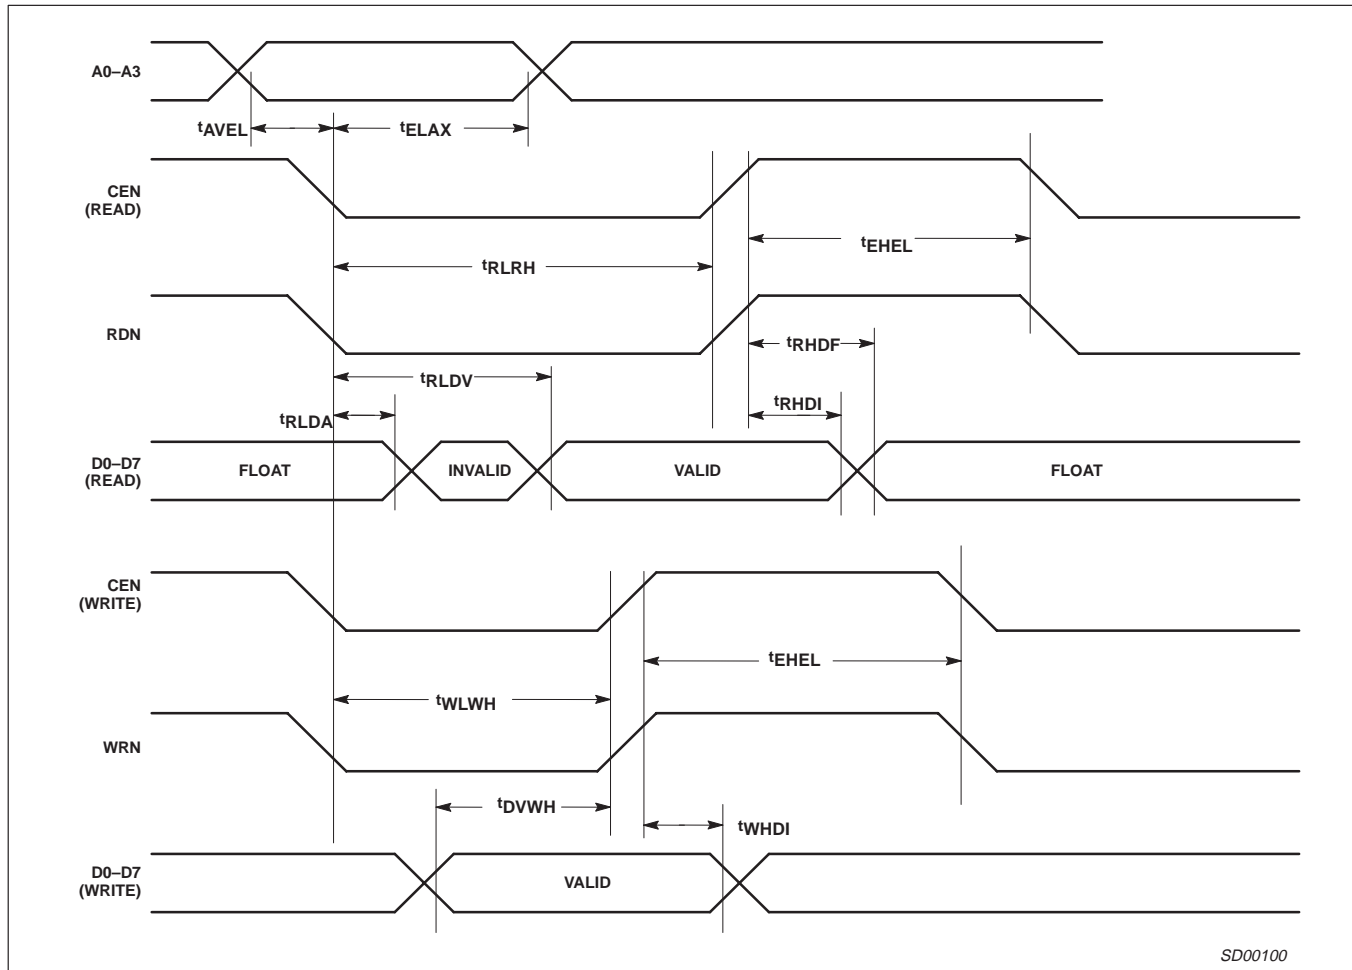 A0–A3
tAVEL
tELAX
CEN
(READ)
tEHEL
tRLRH
RDN
tRHDF
tRLDV
tRHDI
tRLDA
D0–D7
(READ)
FLOAT
INVALID
VALID
FLOAT
CEN
(WRITE)
tEHEL
tWLWH
WRN
tDVWH
tWHDI
D0–D7
(WRITE)
VALID
SD00100